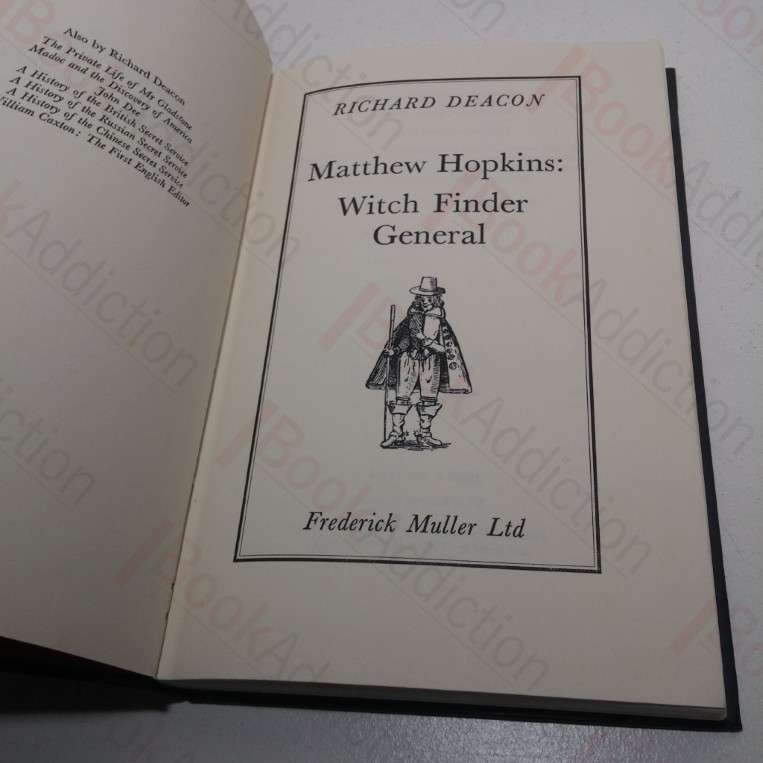 Also by Richard Deacon
The Private Life of Mr Gladstone
Madoc and the Discovery of America
John Dee
A History of the British Secret Service
A History of the Russian Secret Service
A History of the Chinese Secret Service
William Caxton: The First English Editor
RICHARD DEACON
Matthew Hopkins:
Witch Finder
General
Frederick Muller Ltd
BookAddiction